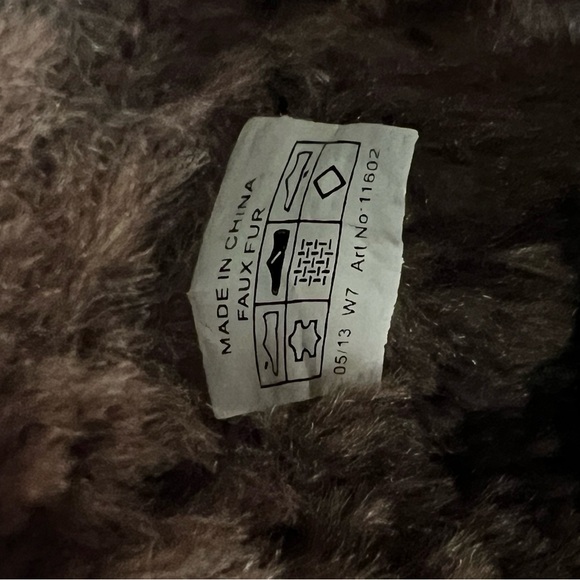 MADE IN CHINA
FAUX FUR
05/13 W7 Art No:11602